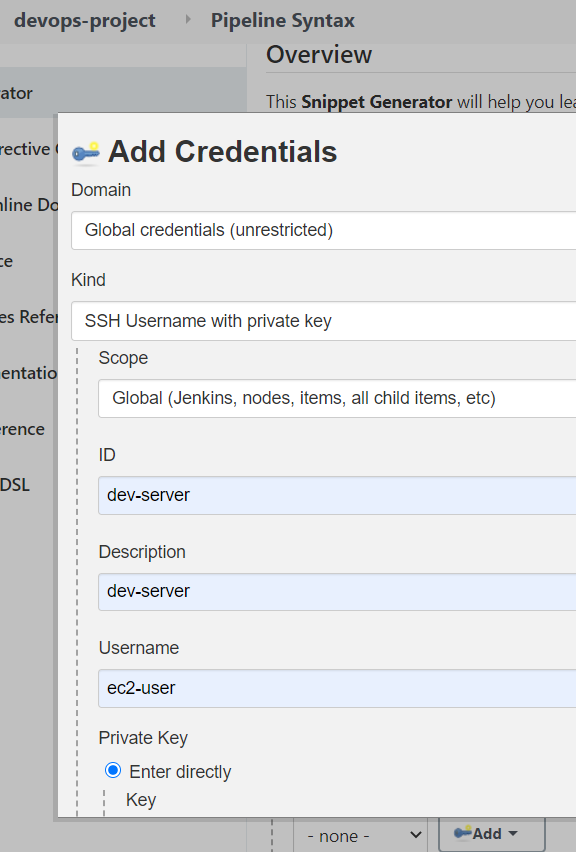 devops-project Pipeline Syntax
Overview
ator
This Snippet Generator will help you lea
rective
Add Credentials
Domain
nline Do
Global credentials (unrestricted)
ce
Kind
es Refer
SSH Username with private key
Scope
entatio
Global (Jenkins, nodes, items, all child items, etc)
erence
ID
DSL
dev-server
Description
dev-server
Username
ec2-user
Private Key
Enter directly
Key
- none - Add